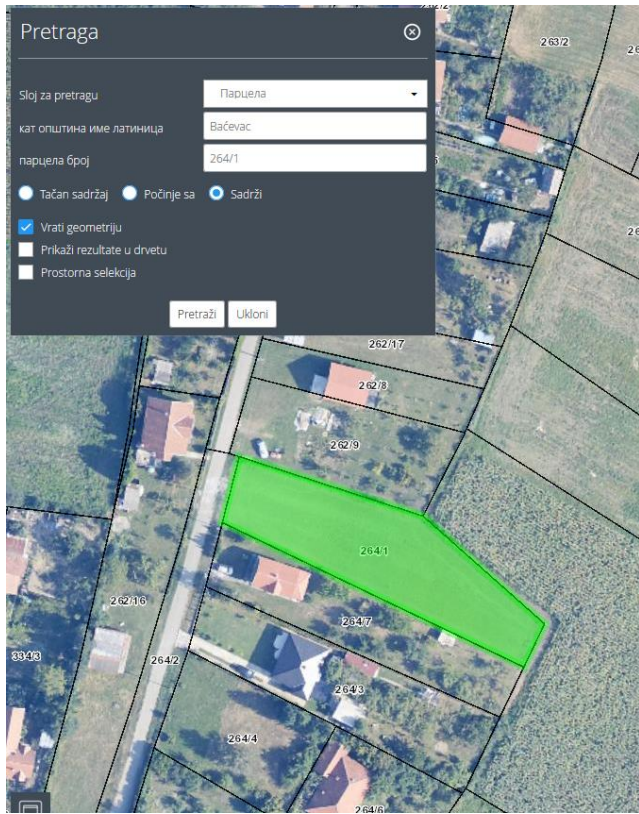 Pretraga
Sloj za pretragu
Парцела
кат општина име латиница
Baćevac
парцела број
264/1
Tačan sadržaj
Počinje sa
Sadrži
Vrati geometriju
Prikaži rezultate u drvetu
Prostorna selekcija
Pretraži
Ukloni
263/2
262/17
262/8
262/9
264/1
262/16
264/7
334/3
264/2
264/3
264/4
264/6